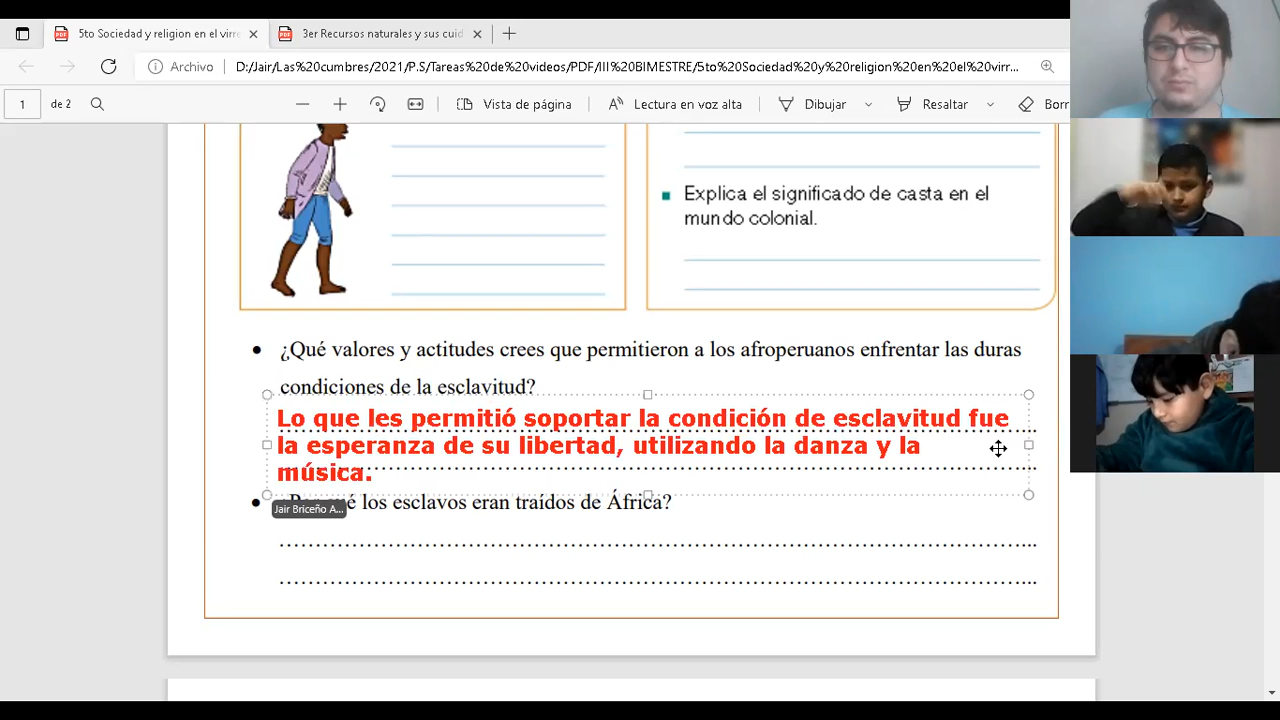 5to Sociedad y religion en el virre
3er Recursos naturales y sus cuid
Archivo
D:/Jair/Las%20cumbres/2021/P.S/Tareas%20de%20videos/PDF/III%20BIMESTRE/5to%20Sociedad%20y%20religion%20en%20el%20virr...
1 de 2
Vista de página
Lectura en voz alta
Dibujar
Resaltar
Borr
Explica el significado de casta en el
mundo colonial.
¿Qué valores y actitudes crees que permitieron a los afroperuanos enfrentar las duras
condiciones de la esclavitud?
Lo que les permitió soportar la condición de esclavitud fue
la esperanza de su libertad, utilizando la danza y la
música.
los esclavos eran traídos de África?
Jair Briceño A...